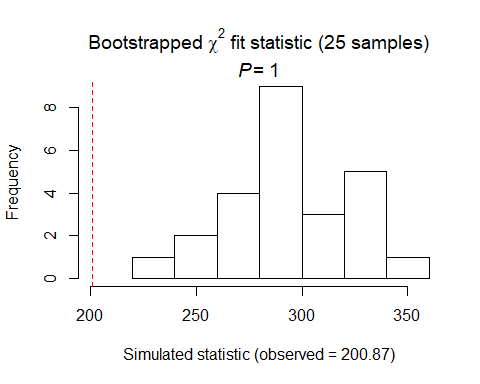 Bootstrapped χ² fit statistic (25 samples)
P = 1
Frequency
8
6
4
2
0
200 250 300 350
Simulated statistic (observed = 200.87)